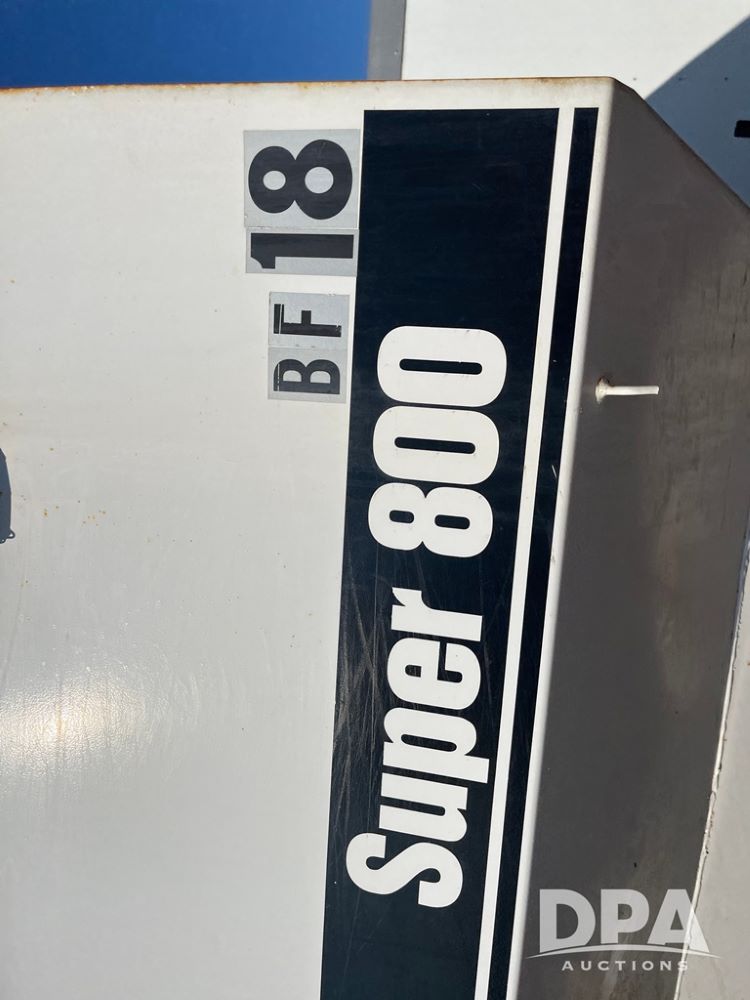 BF18
Super 800
DPA
AUCTIONS